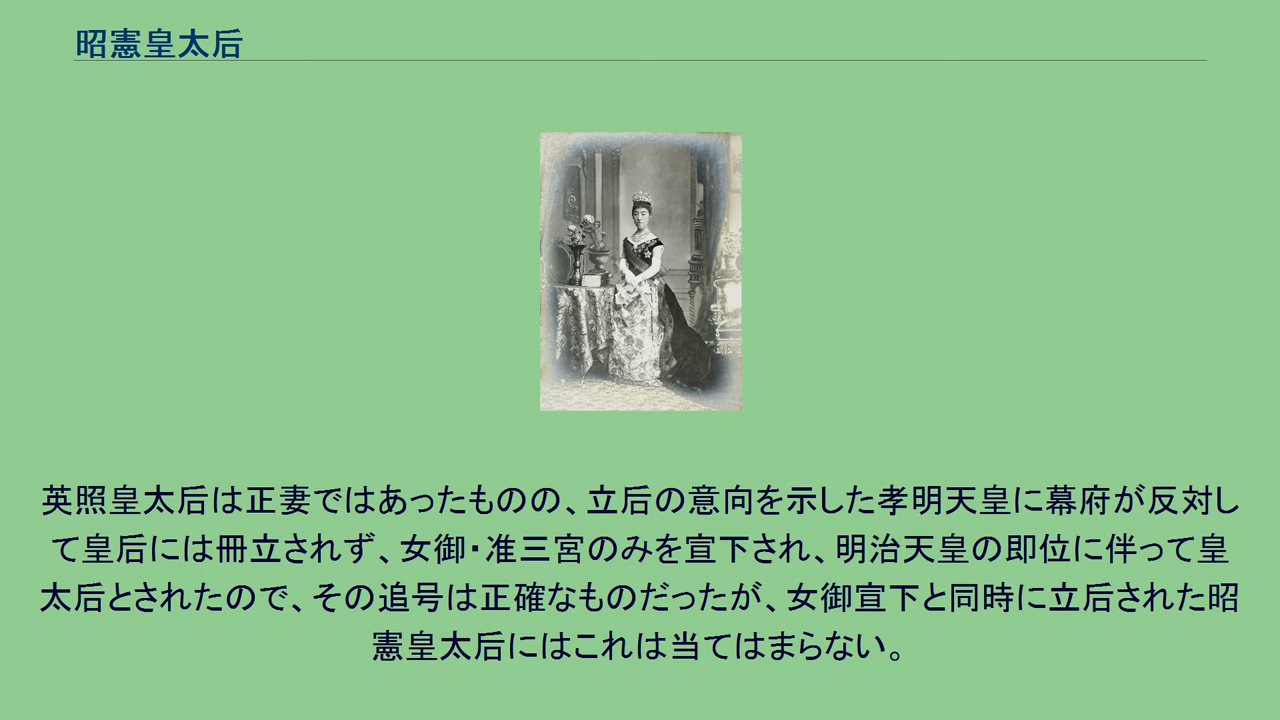 昭憲皇太后
英照皇太后は正妻ではあったものの、立后の意向を示した孝明天皇に幕府が反対し
て皇后には冊立されず、女御・准三宮のみを宣下され、明治天皇の即位に伴って皇
太后とされたので、その追号は正確なものだったが、女御宣下と同時に立后された昭
憲皇太后にはこれは当てはまらない。